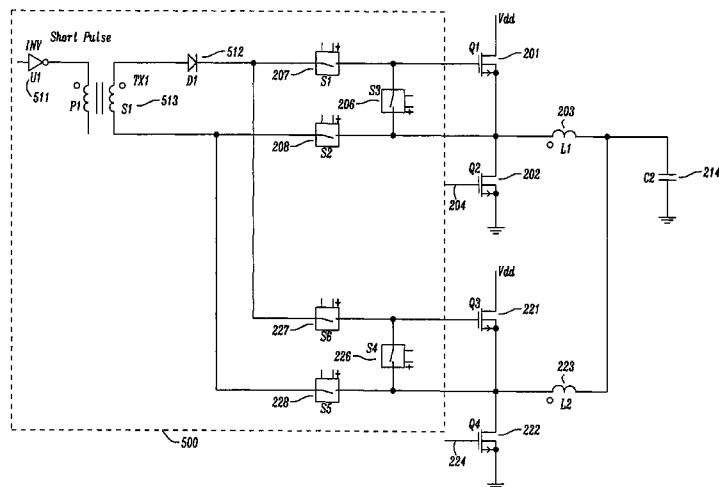 Vdd
INV Short Pulse
Q1
512
201
U1
TX1
D1
207
S1
511
P1
S1
513
S3
206
203
208
S2
L1
Q2
202
C2
214
204
Vdd
Q3
221
227
S6
S4
226
223
228
S5
L2
Q4
222
224
500